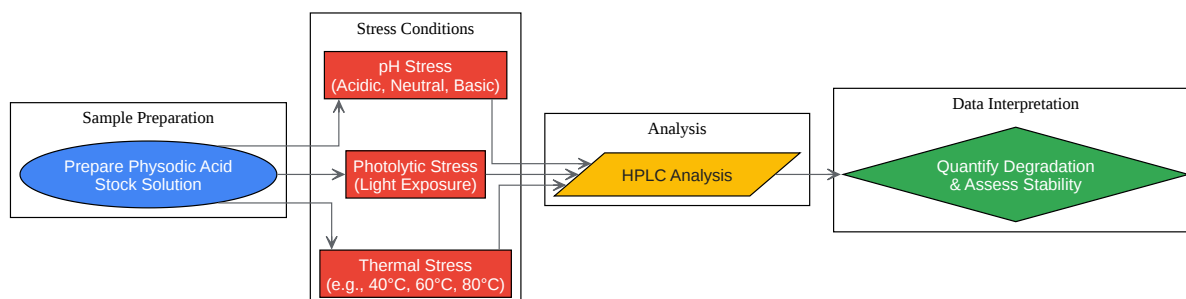 Sample Preparation
Prepare Physodic Acid
Stock Solution
Stress Conditions
pH Stress
(Acidic, Neutral, Basic)
Photolytic Stress
(Light Exposure)
Thermal Stress
(e.g., 40°C, 60°C, 80°C)
Analysis
HPLC Analysis
Data Interpretation
Quantify Degradation
& Assess Stability